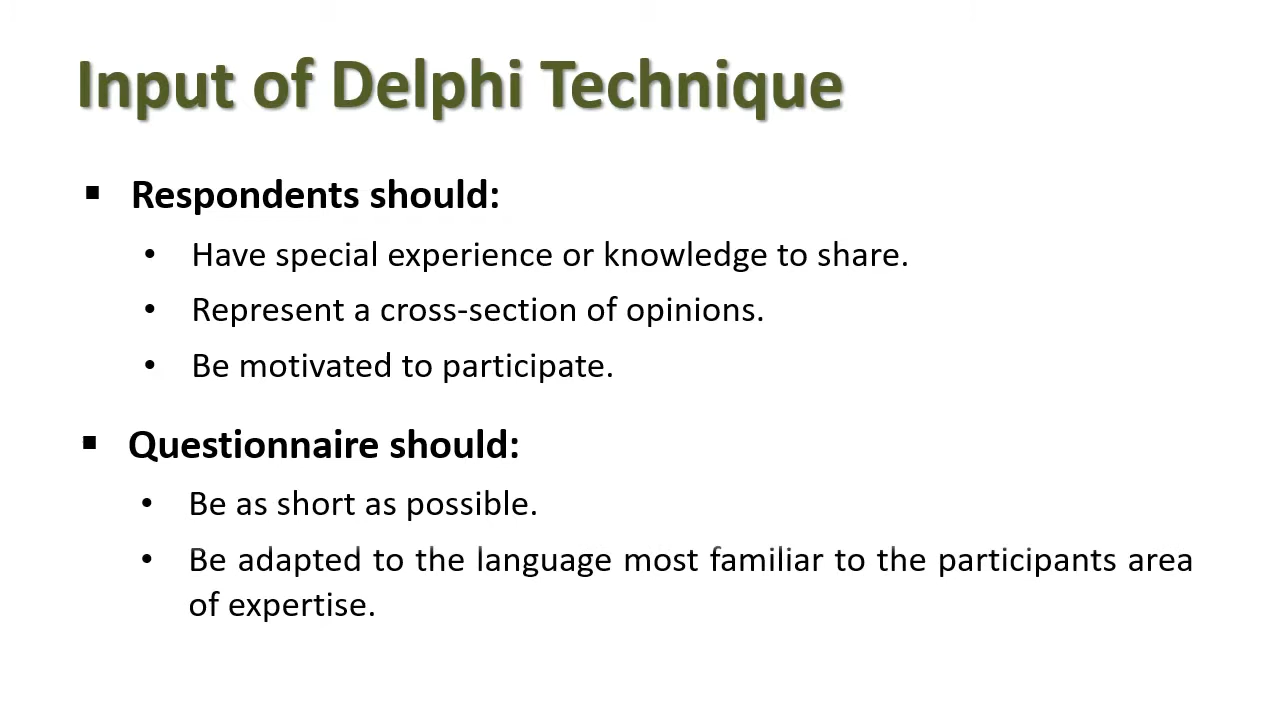 Input of Delphi Technique
▪ Respondents should:
• Have special experience or knowledge to share.
• Represent a cross-section of opinions.
• Be motivated to participate.
▪ Questionnaire should:
• Be as short as possible.
• Be adapted to the language most familiar to the participants area
of expertise.